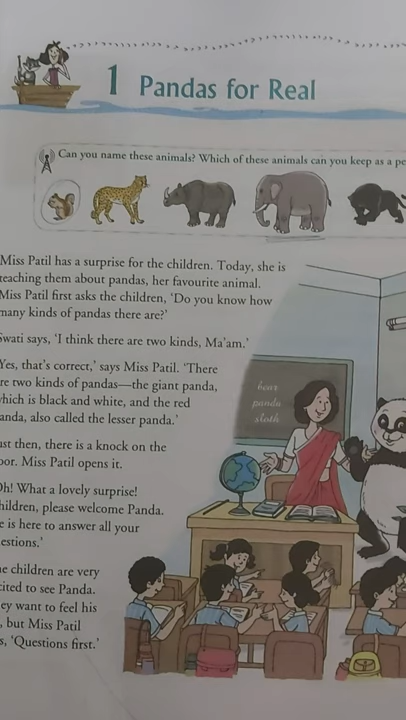 1 Pandas for Real
Can you name these animals? Which of these animals can you keep as a
Miss Patil has a surprise for the children. Today, she is
teaching them about pandas, her favourite animal.
Miss Patil first asks the children, 'Do you know how
many kinds of pandas there are?'
Swati says, 'I think there are two kinds, Ma'am.'
Yes, that's correct,' says Miss Patil. 'There
re two kinds of pandas—the giant panda,
which is black and white, and the red
anda, also called the lesser panda.'
ust then, there is a knock on the
oor. Miss Patil opens it.
Oh! What a lovely surprise!
hildren, please welcome Panda.
e is here to answer all your
estions.'
e children are very
cited to see Panda.
ey want to feel his
, but Miss Patil
s, 'Questions first.'
bear
panda
sloth